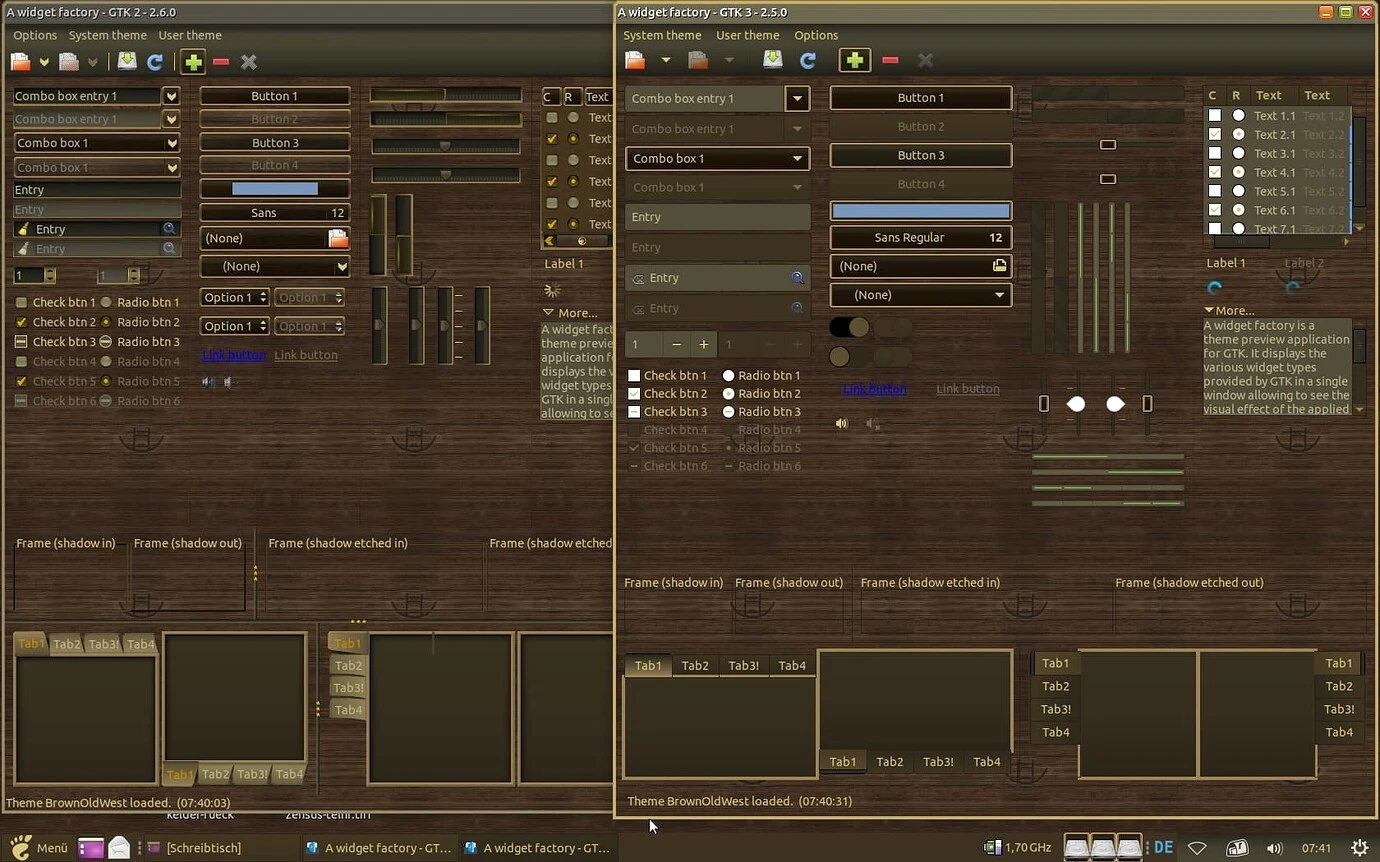 A widget factory - GTK 2 - 2.6.0
Options System theme User theme
Combo box entry 1
Combo box entry 1
Combo box 1
Combo box 1
Entry
Entry
Entry
Entry
1 1
Check btn 1 Radio btn 1
Check btn 2 Radio btn 2
Check btn 3 Radio btn 3
Check btn 4 Radio btn 4
Check btn 5 Radio btn 5
Check btn 6 Radio btn 6
Button 1
Button 2
Button 3
Button 4
Sans 12
(None)
(None)
Option 1 Option 1
Option 1 Option 1
Link button Link button
C R Text
Text
Text
Text
Text
Text
Text
Label 1
More...
A widget fact
theme preview
application f
displays the v
widget types
GTK in a sing
allowing to se
Frame (shadow in) Frame (shadow out) Frame (shadow etched in) Frame (shadow etched
Tab1 Tab2 Tab3! Tab4
Tab1 Tab2 Tab3! Tab4
Tab1
Tab2
Tab3!
Tab4
Theme BrownOldWest loaded. (07:40:03)
A widget factory - GTK 3 - 2.5.0
System theme User theme Options
Combo box entry 1
Combo box entry 1
Combo box 1
Combo box 1
Entry
Entry
Entry
Entry
1 − + 1 − +
Check btn 1 Radio btn 1
Check btn 2 Radio btn 2
Check btn 3 Radio btn 3
Check btn 4 Radio btn 4
Check btn 5 Radio btn 5
Check btn 6 Radio btn 6
Button 1
Button 2
Button 3
Button 4
Sans Regular 12
(None)
(None)
Link Button Link button
C R Text Text
Text 1.1 Text 1.2
Text 2.1 Text 2.2
Text 3.1 Text 3.2
Text 4.1 Text 4.2
Text 5.1 Text 5.2
Text 6.1 Text 6.2
Text 7.1 Text 7.2
Label 1 Label 2
More...
A widget factory is a
theme preview
application for
GTK. It displays the
various widget types
provided by GTK in a single
window allowing to see the
visual effect of the applied
Frame (shadow in) Frame (shadow out) Frame (shadow etched in) Frame (shadow etched out)
Tab1 Tab2 Tab3! Tab4
Tab1 Tab2 Tab3! Tab4
Tab1
Tab2
Tab3!
Tab4
Tab1
Tab2
Tab3!
Tab4
Theme BrownOldWest loaded. (07:40:31)
Menü [Schreibtisch] A widget factory - GT... A widget factory - GT... 1,70 GHz DE 07:41